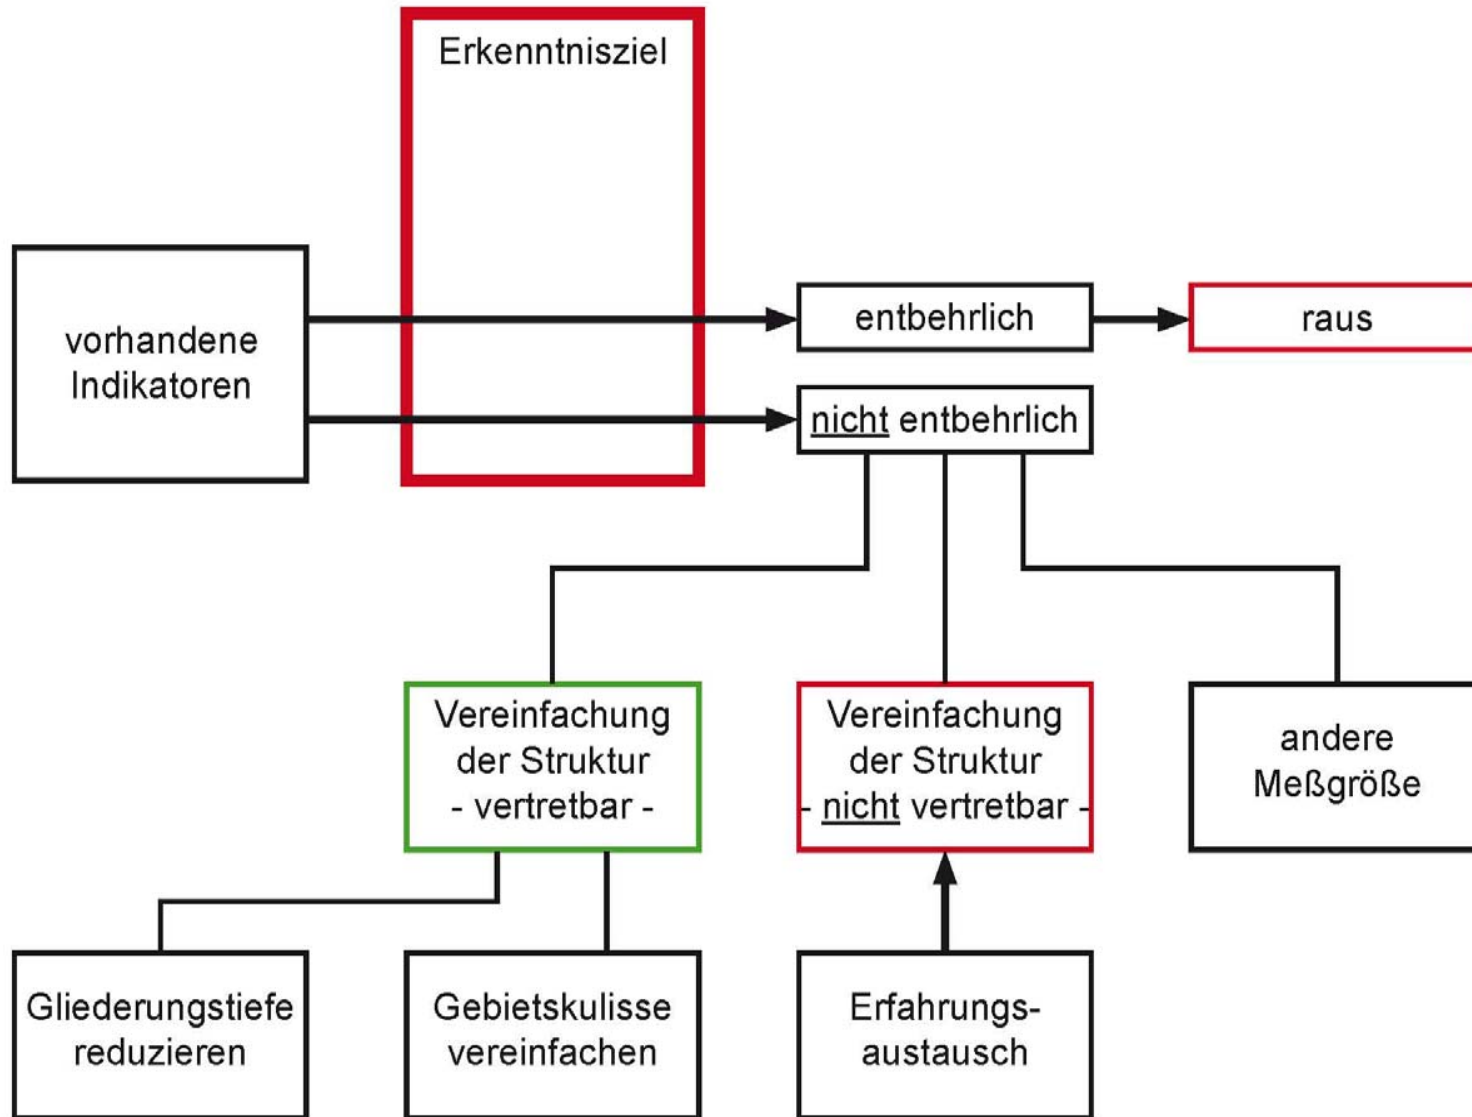 Erkenntnisziel
vorhandene
Indikatoren
entbehrlich
raus
nicht entbehrlich
Vereinfachung
der Struktur
- vertretbar -
Vereinfachung
der Struktur
- nicht vertretbar -
andere
Meßgröße
Gliederungstiefe
reduzieren
Gebietskulisse
vereinfachen
Erfahrungs-
austausch